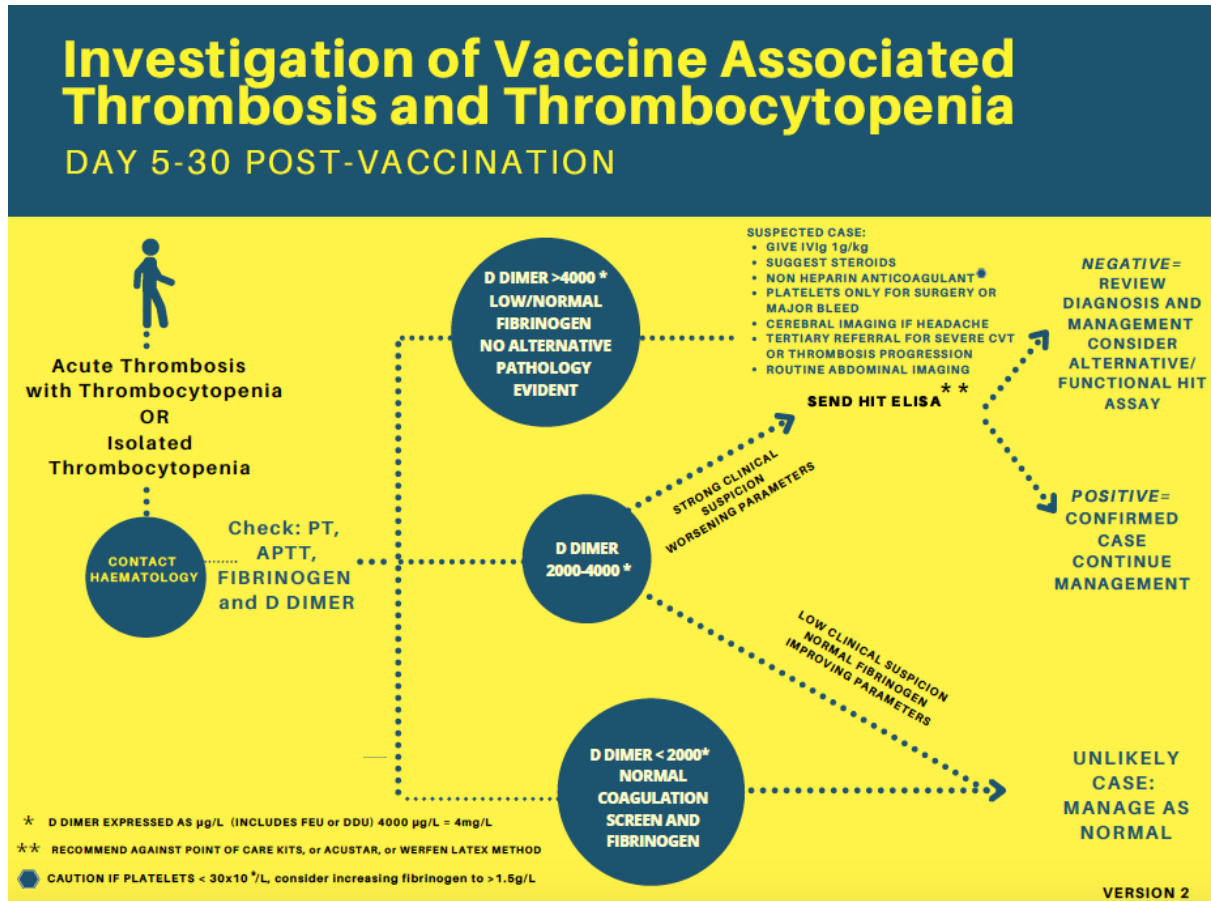 Investigation of Vaccine Associated
Thrombosis and Thrombocytopenia
DAY 5-30 POST-VACCINATION
Acute Thrombosis
with Thrombocytopenia
OR
Isolated
Thrombocytopenia
CONTACT
HAEMATOLOGY
Check: PT,
APTT,
FIBRINOGEN
and D DIMER
D DIMER >4000 *
LOW/NORMAL
FIBRINOGEN
NO ALTERNATIVE
PATHOLOGY
EVIDENT
D DIMER
2000-4000 *
D DIMER < 2000*
NORMAL
COAGULATION
SCREEN AND
FIBRINOGEN
SUSPECTED CASE:
• GIVE IVIg 1g/kg
• SUGGEST STEROIDS
• NON HEPARIN ANTICOAGULANT
• PLATELETS ONLY FOR SURGERY OR
MAJOR BLEED
• CEREBRAL IMAGING IF HEADACHE
• TERTIARY REFERRAL FOR SEVERE CVT
OR THROMBOSIS PROGRESSION
• ROUTINE ABDOMINAL IMAGING
SEND HIT ELISA**
STRONG CLINICAL
SUSPICION
WORSENING PARAMETERS
LOW CLINICAL SUSPICION
NORMAL FIBRINOGEN
IMPROVING PARAMETERS
NEGATIVE=
REVIEW
DIAGNOSIS AND
MANAGEMENT
CONSIDER
ALTERNATIVE/
FUNCTIONAL HIT
ASSAY
POSITIVE=
CONFIRMED
CASE
CONTINUE
MANAGEMENT
UNLIKELY
CASE:
MANAGE AS
NORMAL
* D DIMER EXPRESSED AS µg/L (INCLUDES FEU or DDU) 4000 µg/L = 4mg/L
** RECOMMEND AGAINST POINT OF CARE KITS, or ACUSTAR, or WERFEN LATEX METHOD
CAUTION IF PLATELETS < 30x10 /L, consider increasing fibrinogen to >1.5g/L
VERSION 2